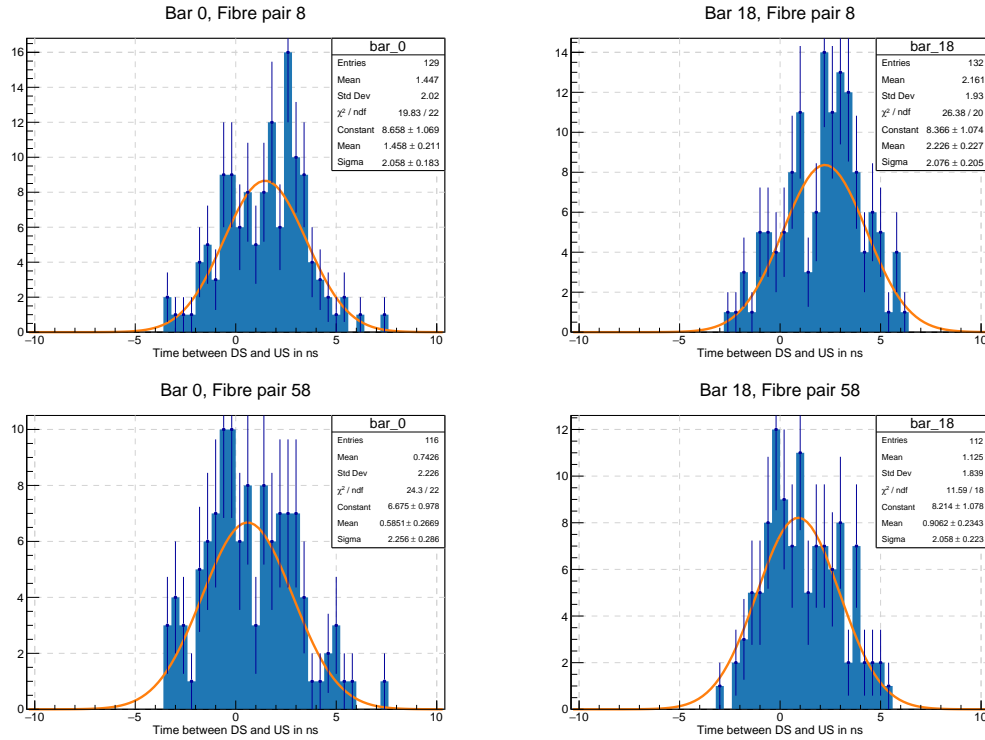 Bar 0, Fibre pair 8
bar_0
Entries 129
Mean 1.447
Std Dev 2.02
χ² / ndf 19.83 / 22
Constant 8.658 ± 1.069
Mean 1.458 ± 0.211
Sigma 2.058 ± 0.183
16
14
12
10
8
6
4
2
0
−10 −5 0 5 10
Time between DS and US in ns
Bar 18, Fibre pair 8
bar_18
Entries 132
Mean 2.161
Std Dev 1.93
χ² / ndf 26.38 / 20
Constant 8.366 ± 1.074
Mean 2.226 ± 0.227
Sigma 2.076 ± 0.205
14
12
10
8
6
4
2
0
−10 −5 0 5 10
Time between DS and US in ns
Bar 0, Fibre pair 58
bar_0
Entries 116
Mean 0.7426
Std Dev 2.226
χ² / ndf 24.3 / 22
Constant 6.675 ± 0.978
Mean 0.5851 ± 0.2669
Sigma 2.256 ± 0.286
10
8
6
4
2
0
−10 −5 0 5 10
Time between DS and US in ns
Bar 18, Fibre pair 58
bar_18
Entries 112
Mean 1.125
Std Dev 1.839
χ² / ndf 11.59 / 18
Constant 8.214 ± 1.078
Mean 0.9062 ± 0.2343
Sigma 2.058 ± 0.223
12
10
8
6
4
2
0
−10 −5 0 5 10
Time between DS and US in ns